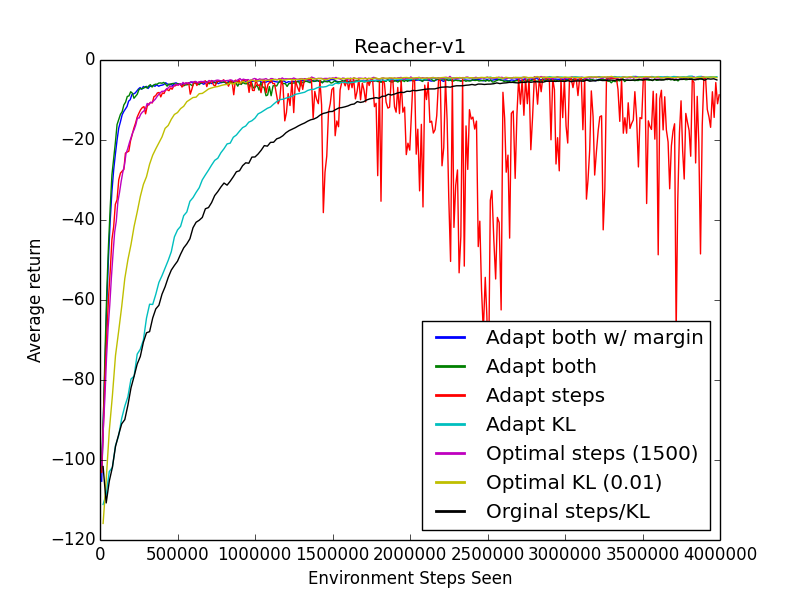 Reacher-v1
0
−20
−40
−60
−80
−100
−120
Average return
Adapt both w/ margin
Adapt both
Adapt steps
Adapt KL
Optimal steps (1500)
Optimal KL (0.01)
Orginal steps/KL
0 500000 1000000 1500000 2000000 2500000 3000000 3500000 4000000
Environment Steps Seen